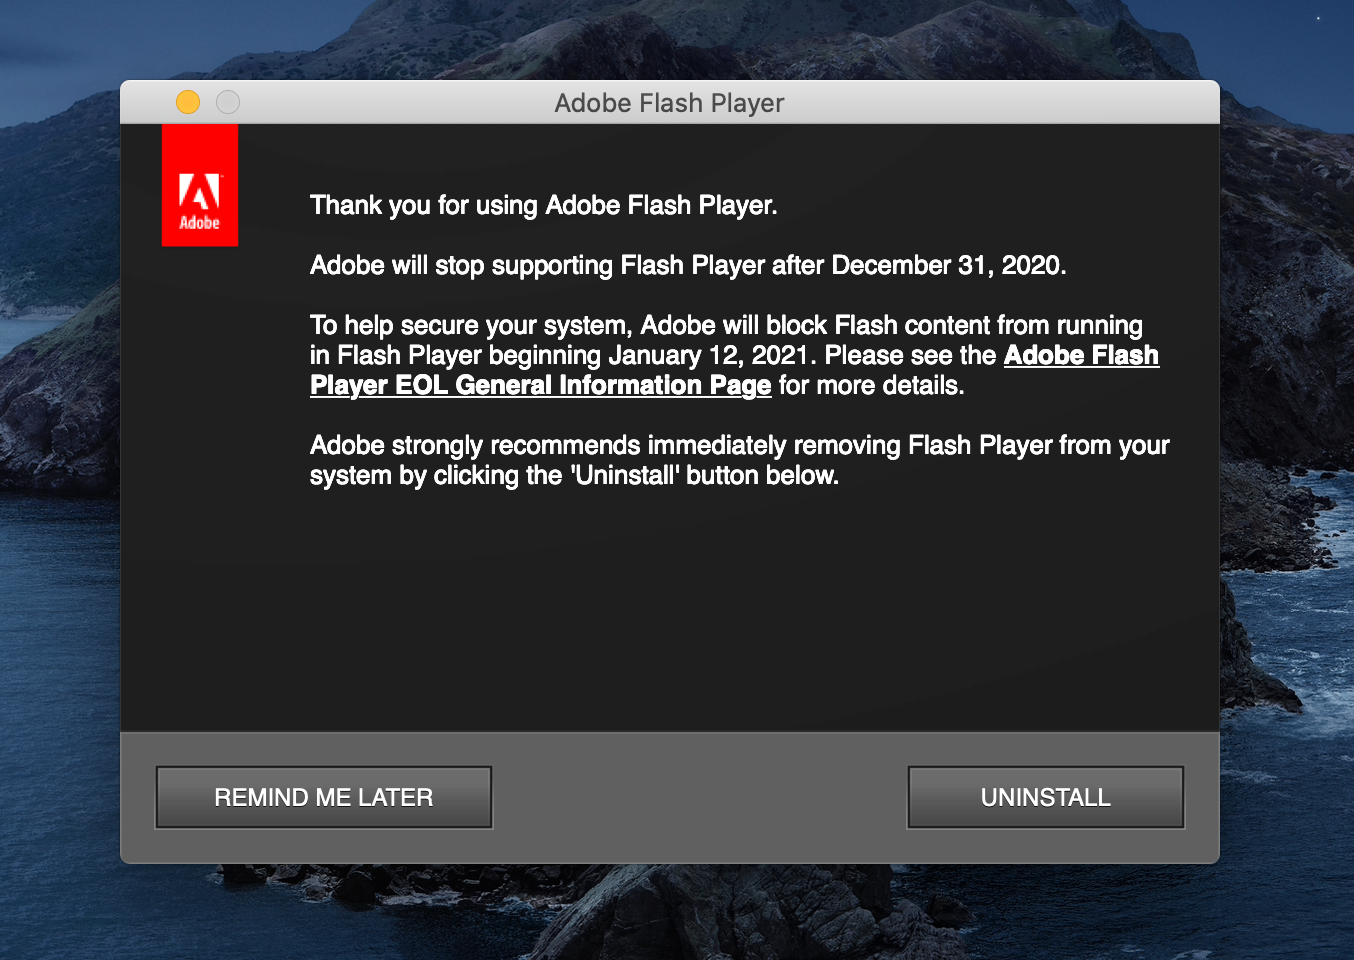 Adobe Flash Player
Adobe
Thank you for using Adobe Flash Player.
Adobe will stop supporting Flash Player after December 31, 2020.
To help secure your system, Adobe will block Flash content from running
in Flash Player beginning January 12, 2021. Please see the Adobe Flash
Player EOL General Information Page for more details.
Adobe strongly recommends immediately removing Flash Player from your
system by clicking the 'Uninstall' button below.
REMIND ME LATER
UNINSTALL